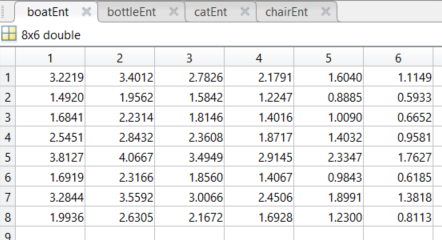 boatEnt bottleEnt catEnt chairEnt
8x6 double
1 2 3 4 5 6
1 3.2219 3.4012 2.7826 2.1791 1.6040 1.1149
2 1.4920 1.9562 1.5842 1.2247 0.8885 0.5933
3 1.6841 2.2314 1.8146 1.4016 1.0090 0.6652
4 2.5451 2.8432 2.3608 1.8717 1.4032 0.9581
5 3.8127 4.0667 3.4949 2.9145 2.3347 1.7627
6 1.6919 2.3166 1.8560 1.4067 0.9843 0.6185
7 3.2844 3.5592 3.0066 2.4506 1.8991 1.3818
8 1.9936 2.6305 2.1672 1.6928 1.2300 0.8113
9